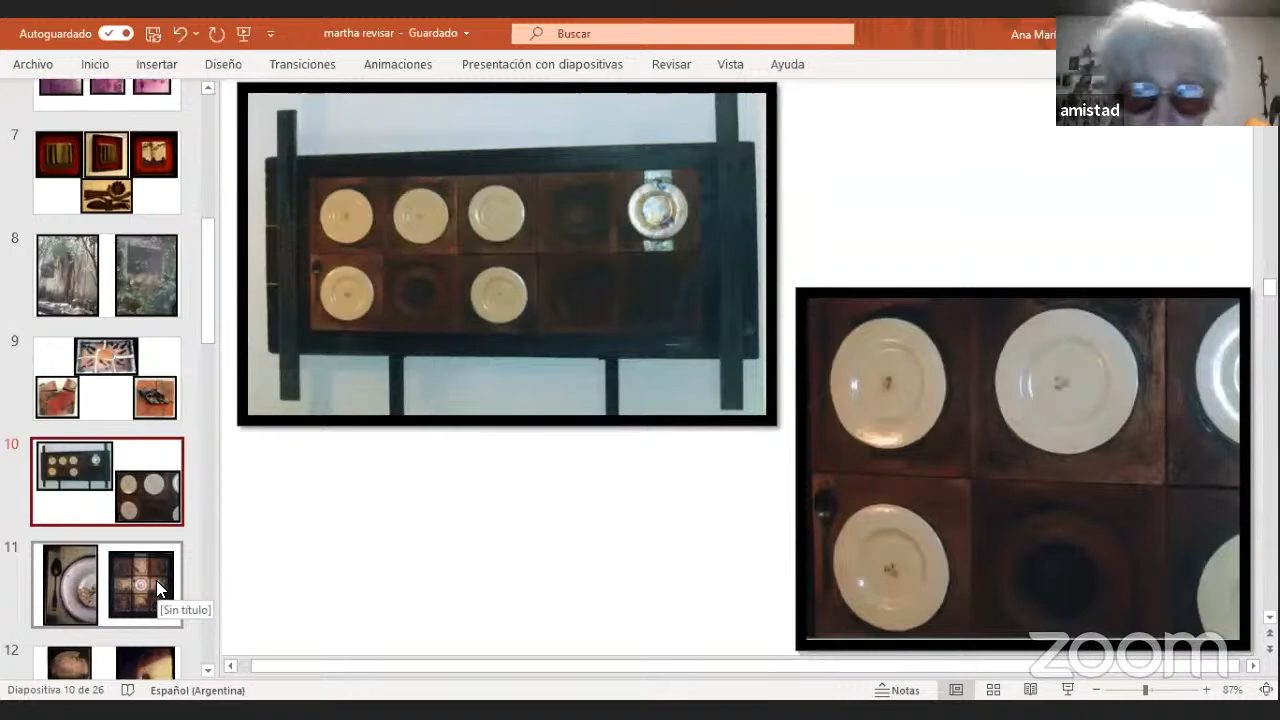 Autoguardado
martha revisar - Guardado
Buscar
Ana Marí
Archivo Inicio Insertar Diseño Transiciones Animaciones Presentación con diapositivas Revisar Vista Ayuda
amistad
7
8
9
10
11
[Sin título]
12
zoom
Diapositiva 10 de 26
Español (Argentina)
Notas
87%